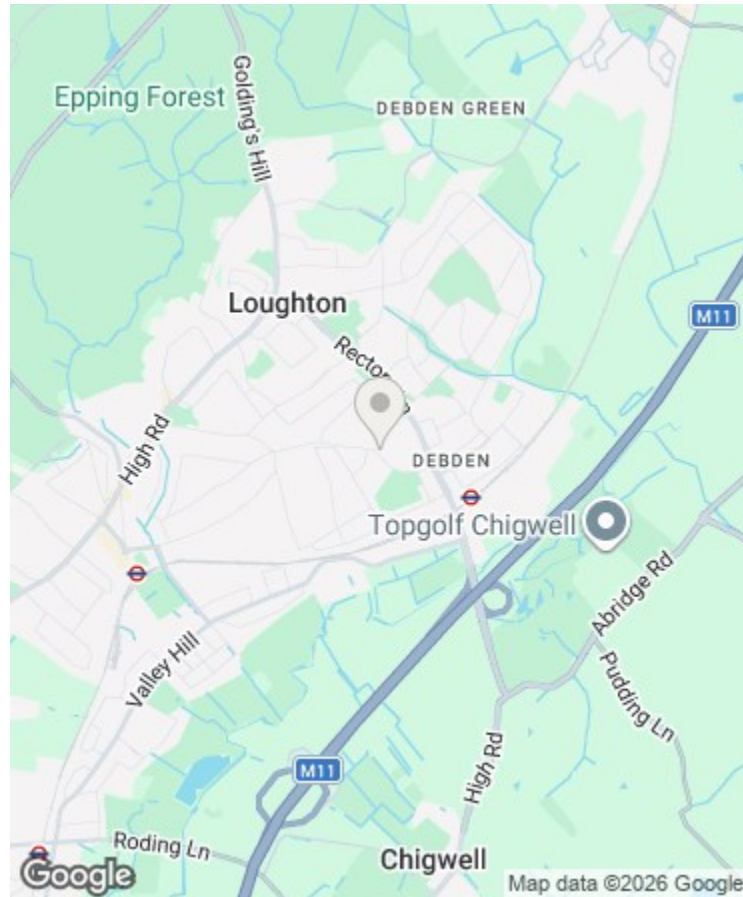 Epping Forest
Golding's Hill
DEBDEN GREEN
Loughton
M11
High Rd
DEBDEN
Topgolf Chigwell
Abridge Rd
Pudding Ln
Valley Hill
M11
High Rd
Roding Ln
Chigwell
Google
Map data ©2026 Google